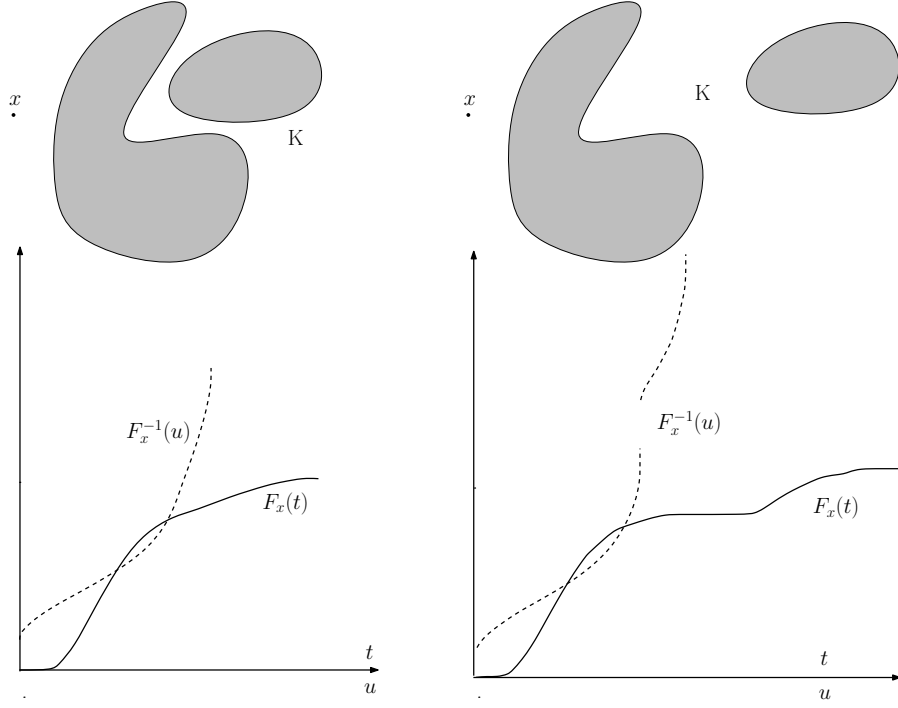 x
K
F_x^{-1}(u)
F_x(t)
t
u
x
K
F_x^{-1}(u)
F_x(t)
t
u